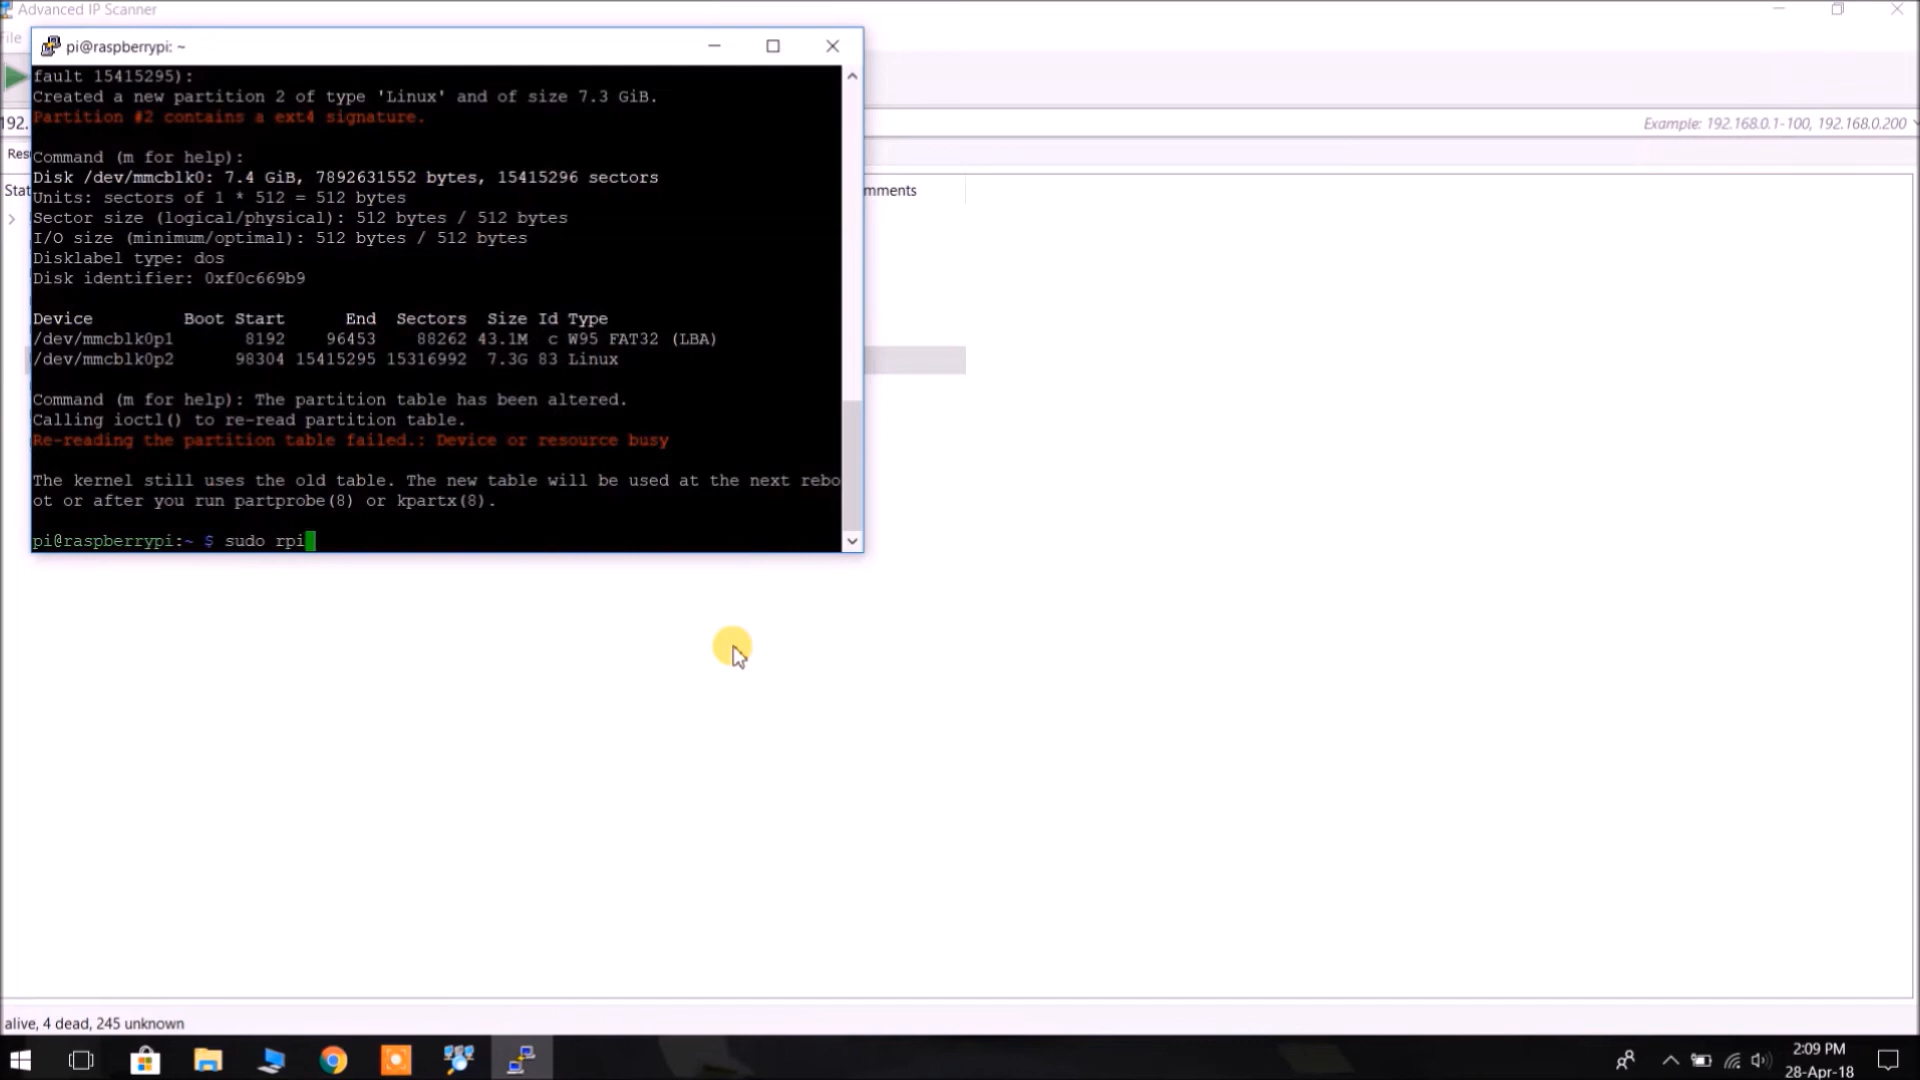 Advanced IP Scanner
File
pi@raspberrypi: ~
192.
Example: 192.168.0.1-100, 192.168.0.200
Res
Stat
mments
fault 15415295):
Created a new partition 2 of type 'Linux' and of size 7.3 GiB.
Partition #2 contains a ext4 signature.
Command (m for help):
Disk /dev/mmcblk0: 7.4 GiB, 7892631552 bytes, 15415296 sectors
Units: sectors of 1 * 512 = 512 bytes
Sector size (logical/physical): 512 bytes / 512 bytes
I/O size (minimum/optimal): 512 bytes / 512 bytes
Disklabel type: dos
Disk identifier: 0xf0c669b9
Device Boot Start End Sectors Size Id Type
/dev/mmcblk0p1 8192 96453 88262 43.1M c W95 FAT32 (LBA)
/dev/mmcblk0p2 98304 15415295 15316992 7.3G 83 Linux
Command (m for help): The partition table has been altered.
Calling ioctl() to re-read partition table.
Re-reading the partition table failed.: Device or resource busy
The kernel still uses the old table. The new table will be used at the next rebo
ot or after you run partprobe(8) or kpartx(8).
pi@raspberrypi:~ $ sudo rpi
alive, 4 dead, 245 unknown
2:09 PM
28-Apr-18